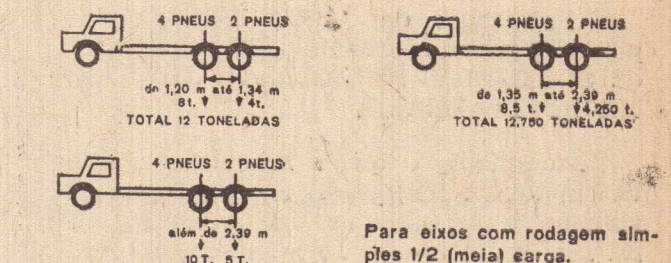 4 PNEUS 2 PNEUS
de 1,20 m até 1,34 m
8t. 4t.
TOTAL 12 TONELADAS
4 PNEUS 2 PNEUS
de 1,35 m até 2,39 m
8,5 t. 4,250 t.
TOTAL 12,750 TONELADAS
4 PNEUS 2 PNEUS
além de 2,39 m
10 T. 5 T.
Para eixos com rodagem sim-
ples 1/2 (meia) carga.